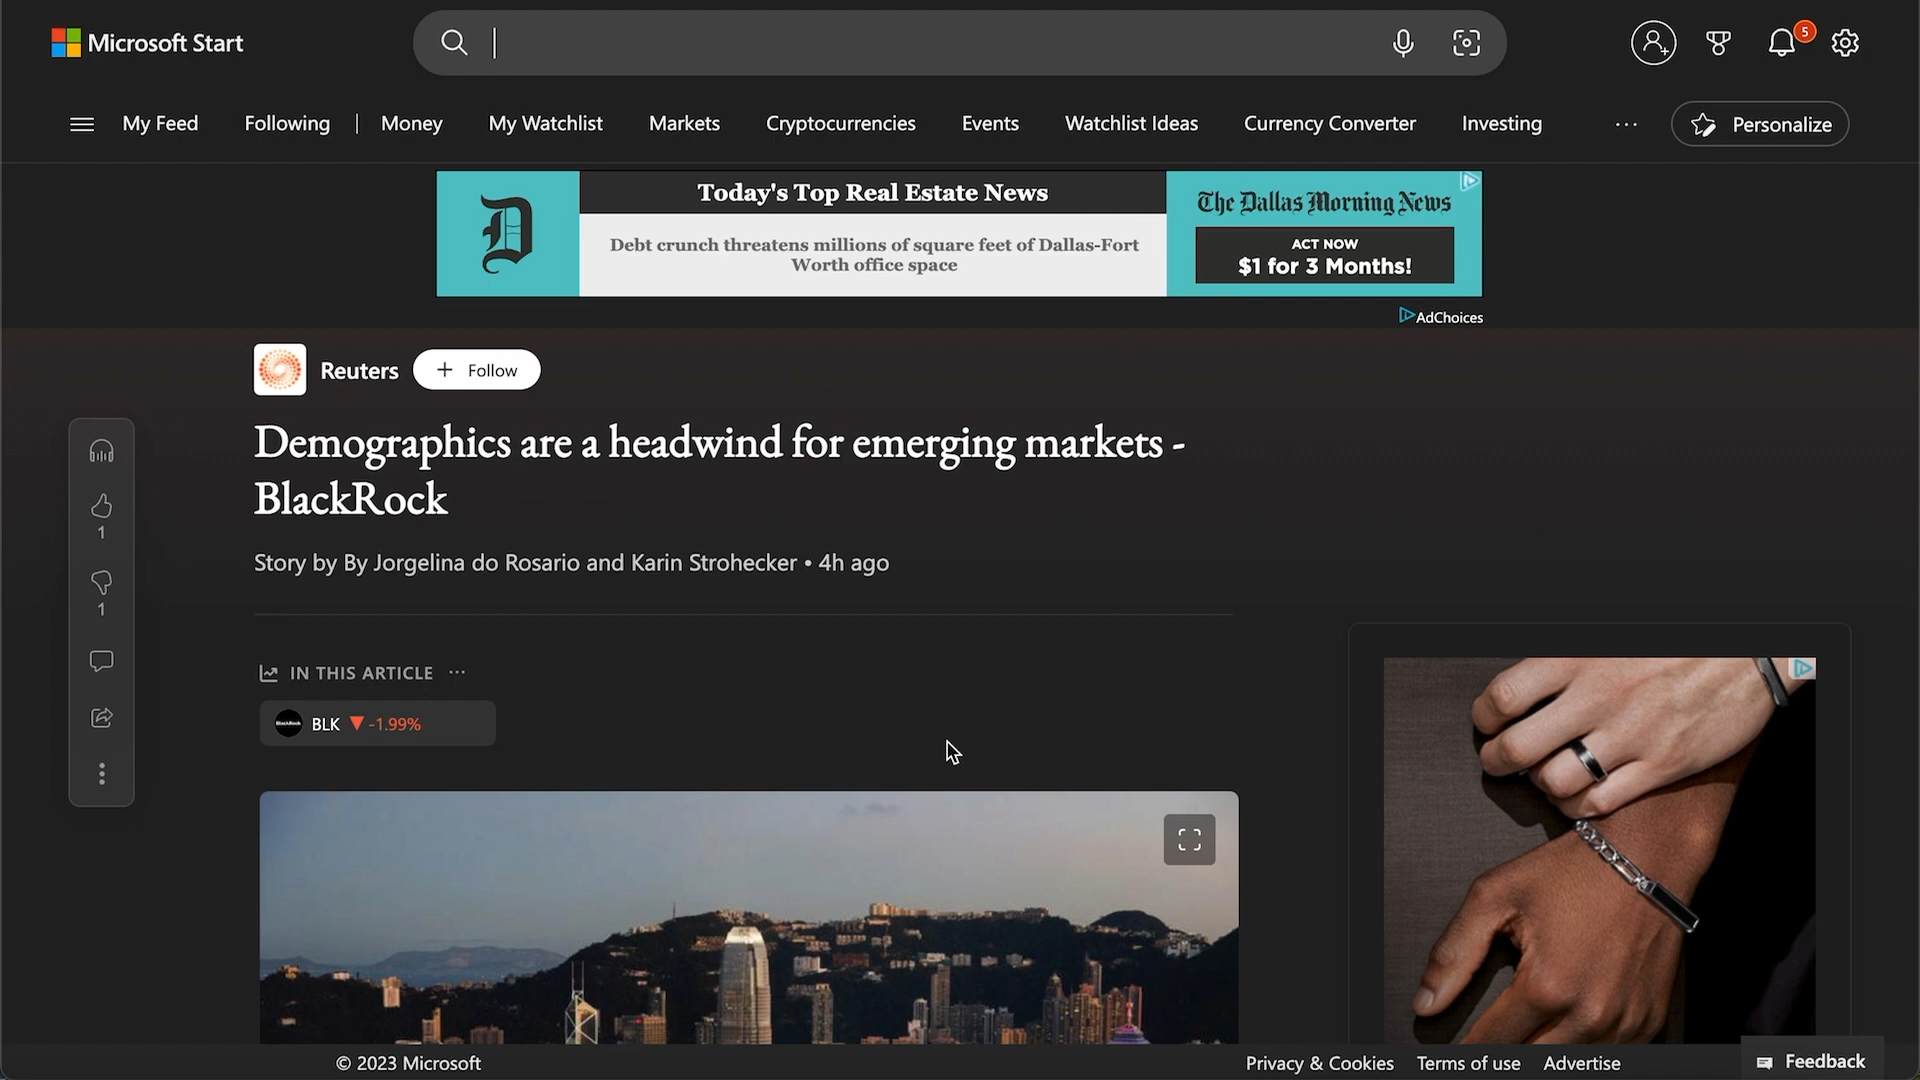 Microsoft Start
5
My Feed
Following
Money
My Watchlist
Markets
Cryptocurrencies
Events
Watchlist Ideas
Currency Converter
Investing
Personalize
D
Today's Top Real Estate News
Debt crunch threatens millions of square feet of Dallas-Fort
Worth office space
The Dallas Morning News
ACT NOW
$1 for 3 Months!
AdChoices
Reuters
Follow
Demographics are a headwind for emerging markets -
BlackRock
Story by By Jorgelina do Rosario and Karin Strohecker • 4h ago
1
1
IN THIS ARTICLE
BlackRock
BLK
-1.99%
© 2023 Microsoft
Privacy & Cookies
Terms of use
Advertise
Feedback